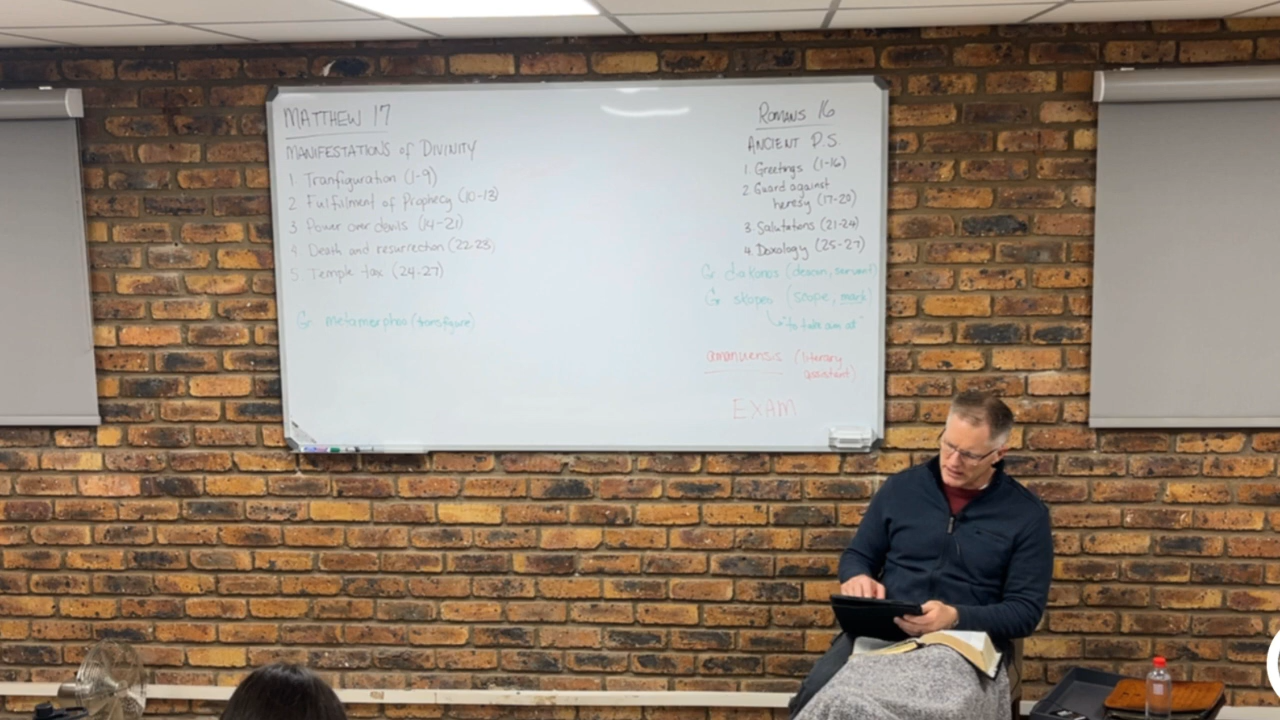 MATTHEW 17
MANIFESTATIONS of DIVINITY
1. Tranfiguration (1-9)
2. Fulfilment of Prophecy (10-13)
3. Power over devils (14-21)
4. Death and resurrection (22-23)
5. Temple tax (24-27)
Gr. metamorphoo (transfigure)
ROMANS 16
ANCIENT P.S.
1. Greetings (1-16)
2. Guard against
heresy (17-20)
3. Salutations (21-24)
4. Doxology (25-27)
Gr. diakonos (deacon, servant)
Gr. skopeo (scope, mark)
"to take aim at"
amanuensis (literary
assistant)
EXAM